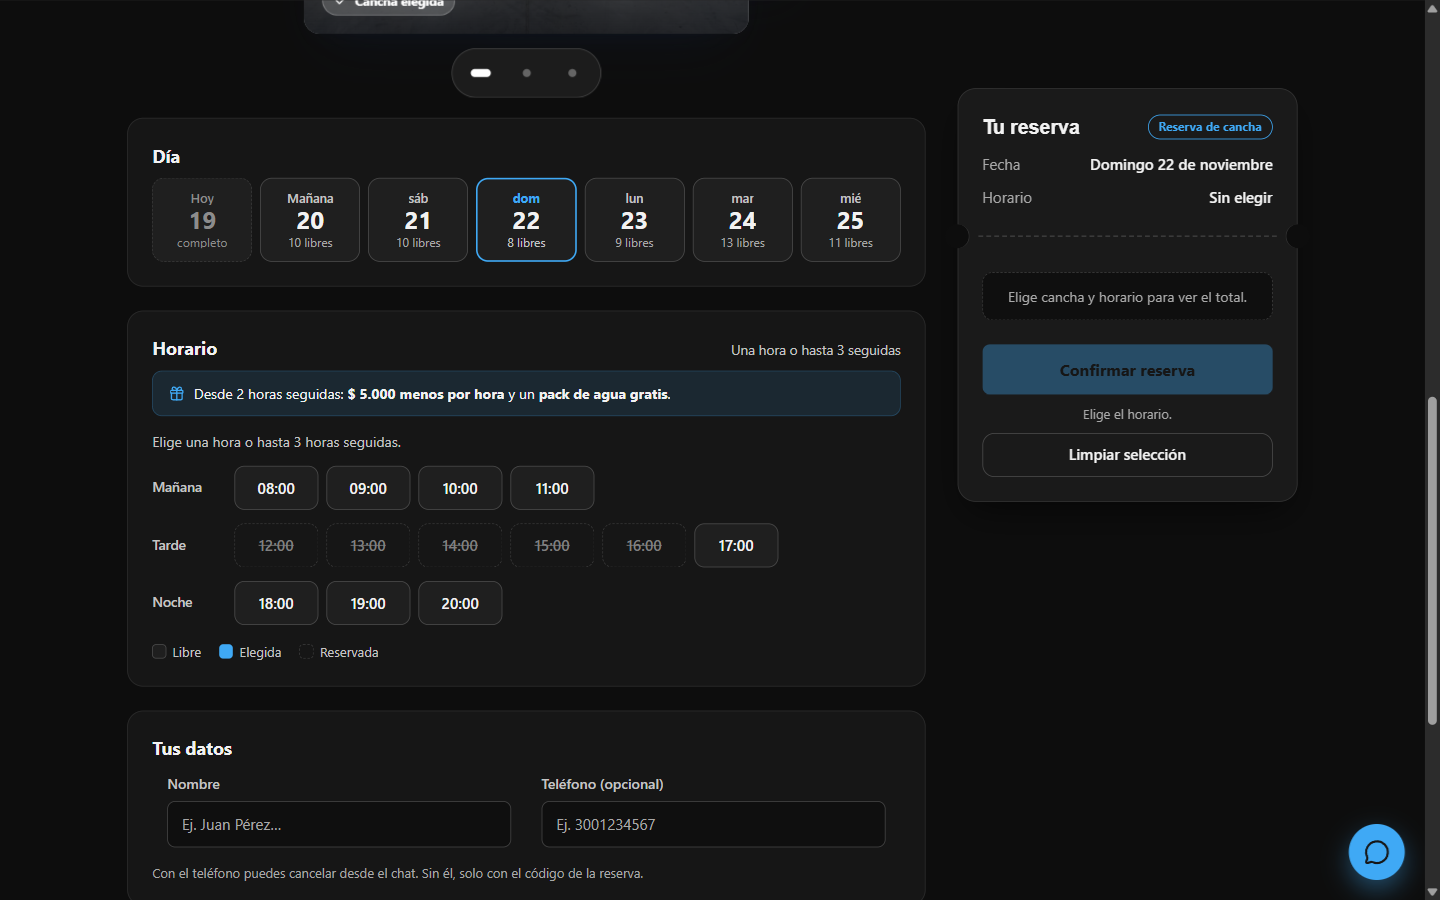 Cancha elegida
Día
Hoy
19
completo
Mañana
20
10 libres
sáb
21
10 libres
dom
22
8 libres
lun
23
9 libres
mar
24
13 libres
mié
25
11 libres
Horario
Una hora o hasta 3 seguidas
Desde 2 horas seguidas: $ 5.000 menos por hora y un pack de agua gratis.
Elige una hora o hasta 3 horas seguidas.
Mañana 08:00 09:00 10:00 11:00
Tarde 12:00 13:00 14:00 15:00 16:00 17:00
Noche 18:00 19:00 20:00
Libre Elegida Reservada
Tus datos
Nombre
Ej. Juan Pérez...
Teléfono (opcional)
Ej. 3001234567
Con el teléfono puedes cancelar desde el chat. Sin él, solo con el código de la reserva.
Tu reserva
Reserva de cancha
Fecha Domingo 22 de noviembre
Horario Sin elegir
Elige cancha y horario para ver el total.
Confirmar reserva
Elige el horario.
Limpiar selección